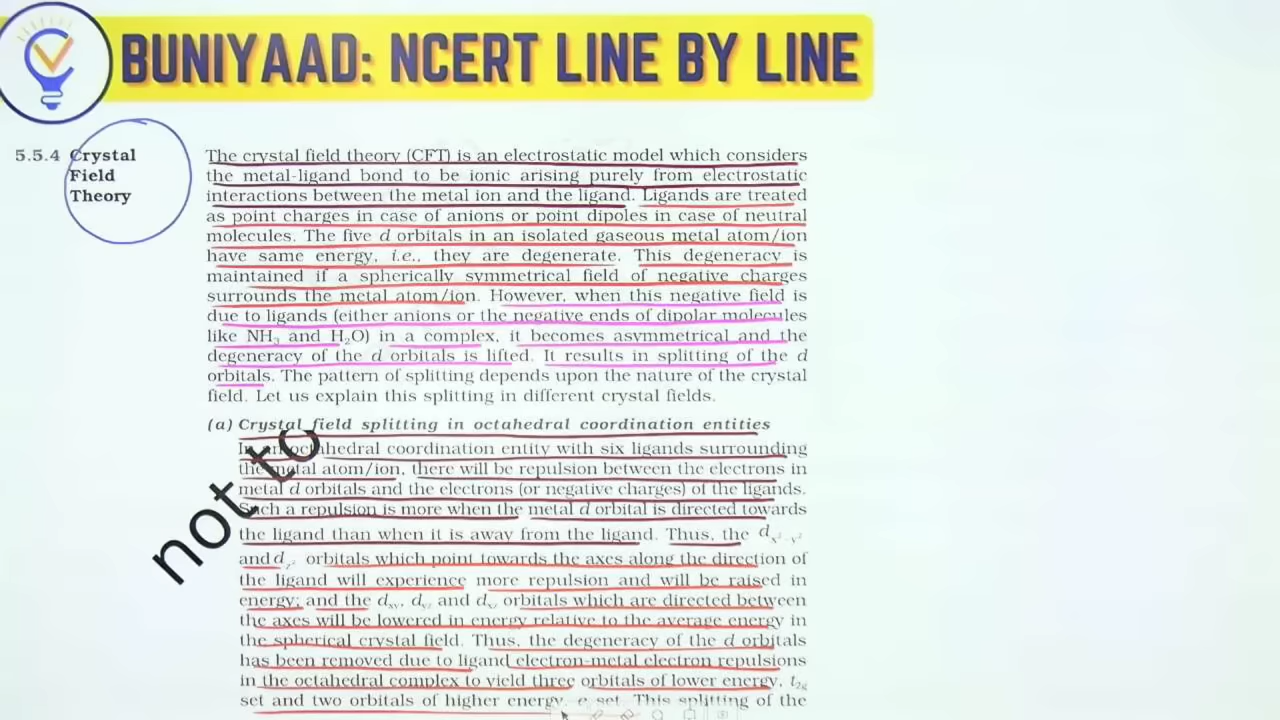 BUNIYAAD: NCERT LINE BY LINE
5.5.4 Crystal
Field
Theory
The crystal field theory (CFT) is an electrostatic model which considers
the metal-ligand bond to be ionic arising purely from electrostatic
interactions between the metal ion and the ligand. Ligands are treated
as point charges in case of anions or point dipoles in case of neutral
molecules. The five d orbitals in an isolated gaseous metal atom/ion
have same energy, i.e., they are degenerate. This degeneracy is
maintained if a spherically symmetrical field of negative charges
surrounds the metal atom/ion. However, when this negative field is
due to ligands (either anions or the negative ends of dipolar molecules
like NH₃ and H₂O) in a complex, it becomes asymmetrical and the
degeneracy of the d orbitals is lifted. It results in splitting of the d
orbitals. The pattern of splitting depends upon the nature of the crystal
field. Let us explain this splitting in different crystal fields.
(a) Crystal field splitting in octahedral coordination entities
In an octahedral coordination entity with six ligands surrounding
the metal atom/ion, there will be repulsion between the electrons in
metal d orbitals and the electrons (or negative charges) of the ligands.
Such a repulsion is more when the metal d orbital is directed towards
the ligand than when it is away from the ligand. Thus, the dx²-y²
and dz² orbitals which point towards the axes along the direction of
the ligand will experience more repulsion and will be raised in
energy; and the dxy, dyz and dxz orbitals which are directed between
the axes will be lowered in energy relative to the average energy in
the spherical crystal field. Thus, the degeneracy of the d orbitals
has been removed due to ligand electron-metal electron repulsions
in the octahedral complex to yield three orbitals of lower energy, t2g
set and two orbitals of higher energy, e set. This splitting of the
not to